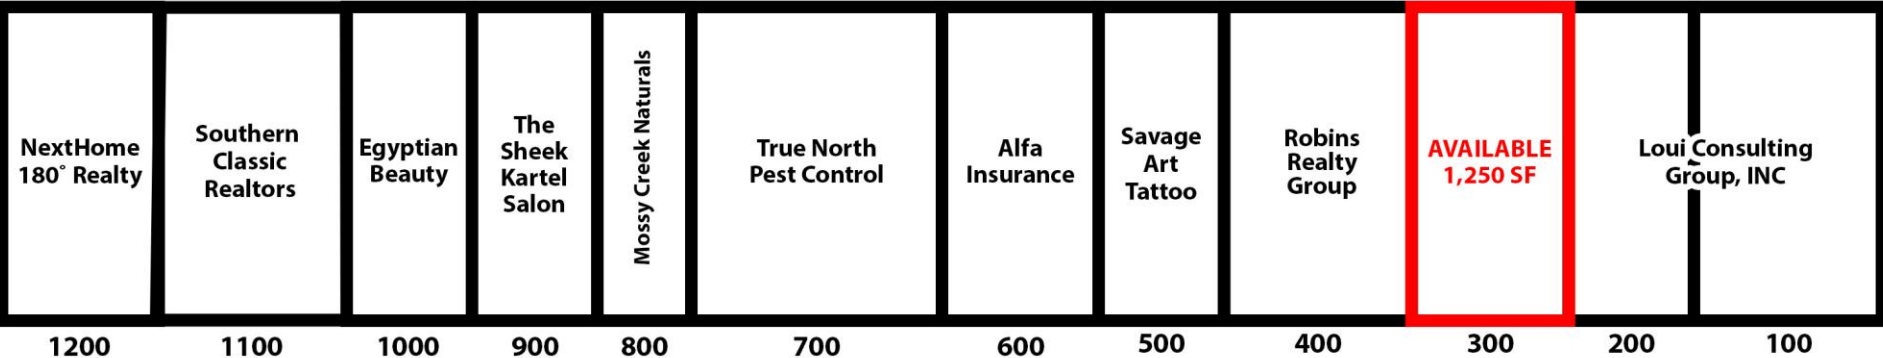 NextHome
180° Realty
Southern
Classic
Realtors
Egyptian
Beauty
The
Sheek
Kartel
Salon
Mossy Creek Naturals
True North
Pest Control
Alfa
Insurance
Savage
Art
Tattoo
Robins
Realty
Group
AVAILABLE
1,250 SF
Loui Consulting
Group, INC
1200 1100 1000 900 800 700 600 500 400 300 200 100